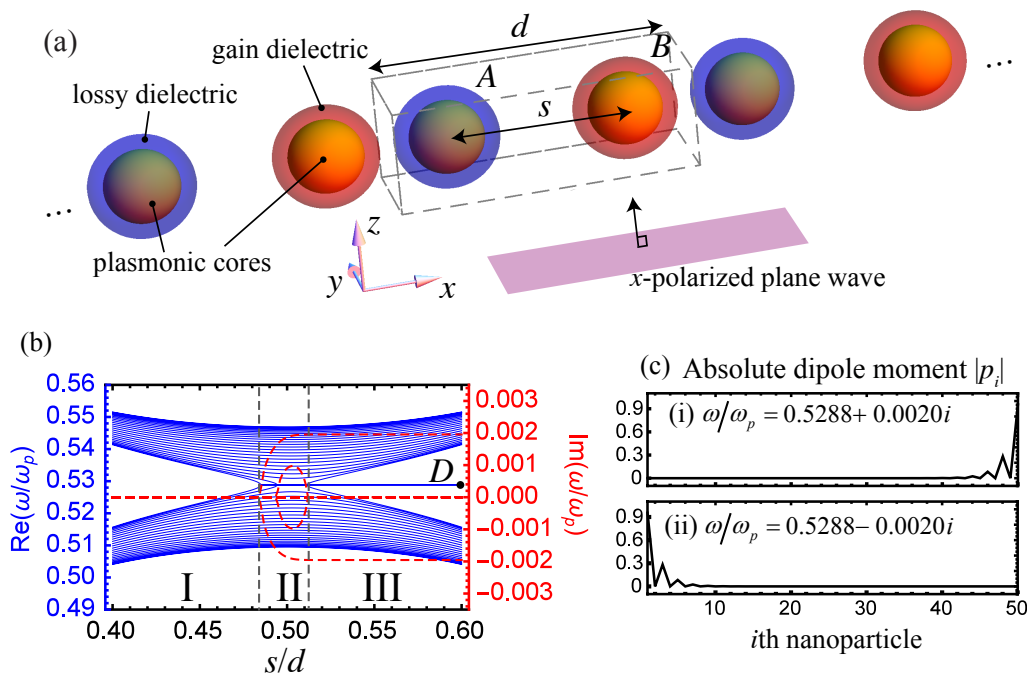 (a)
gain dielectric
lossy dielectric
d
A
B
s
...
...
plasmonic cores
z
y
x
x-polarized plane wave
(b)
0.56
0.55
0.54
0.53
0.52
0.51
0.50
0.49
Re(ω/ωp)
0.003
0.002
0.001
0.000
-0.001
-0.002
-0.003
Im(ω/ωp)
D
I
II
III
0.40
0.45
0.50
0.55
0.60
s/d
(c) Absolute dipole moment |pi|
0.9
0.6
0.3
0
(i) ω/ωp = 0.5288+ 0.0020i
0.9
0.6
0.3
0
(ii) ω/ωp = 0.5288− 0.0020i
10
20
30
40
50
ith nanoparticle